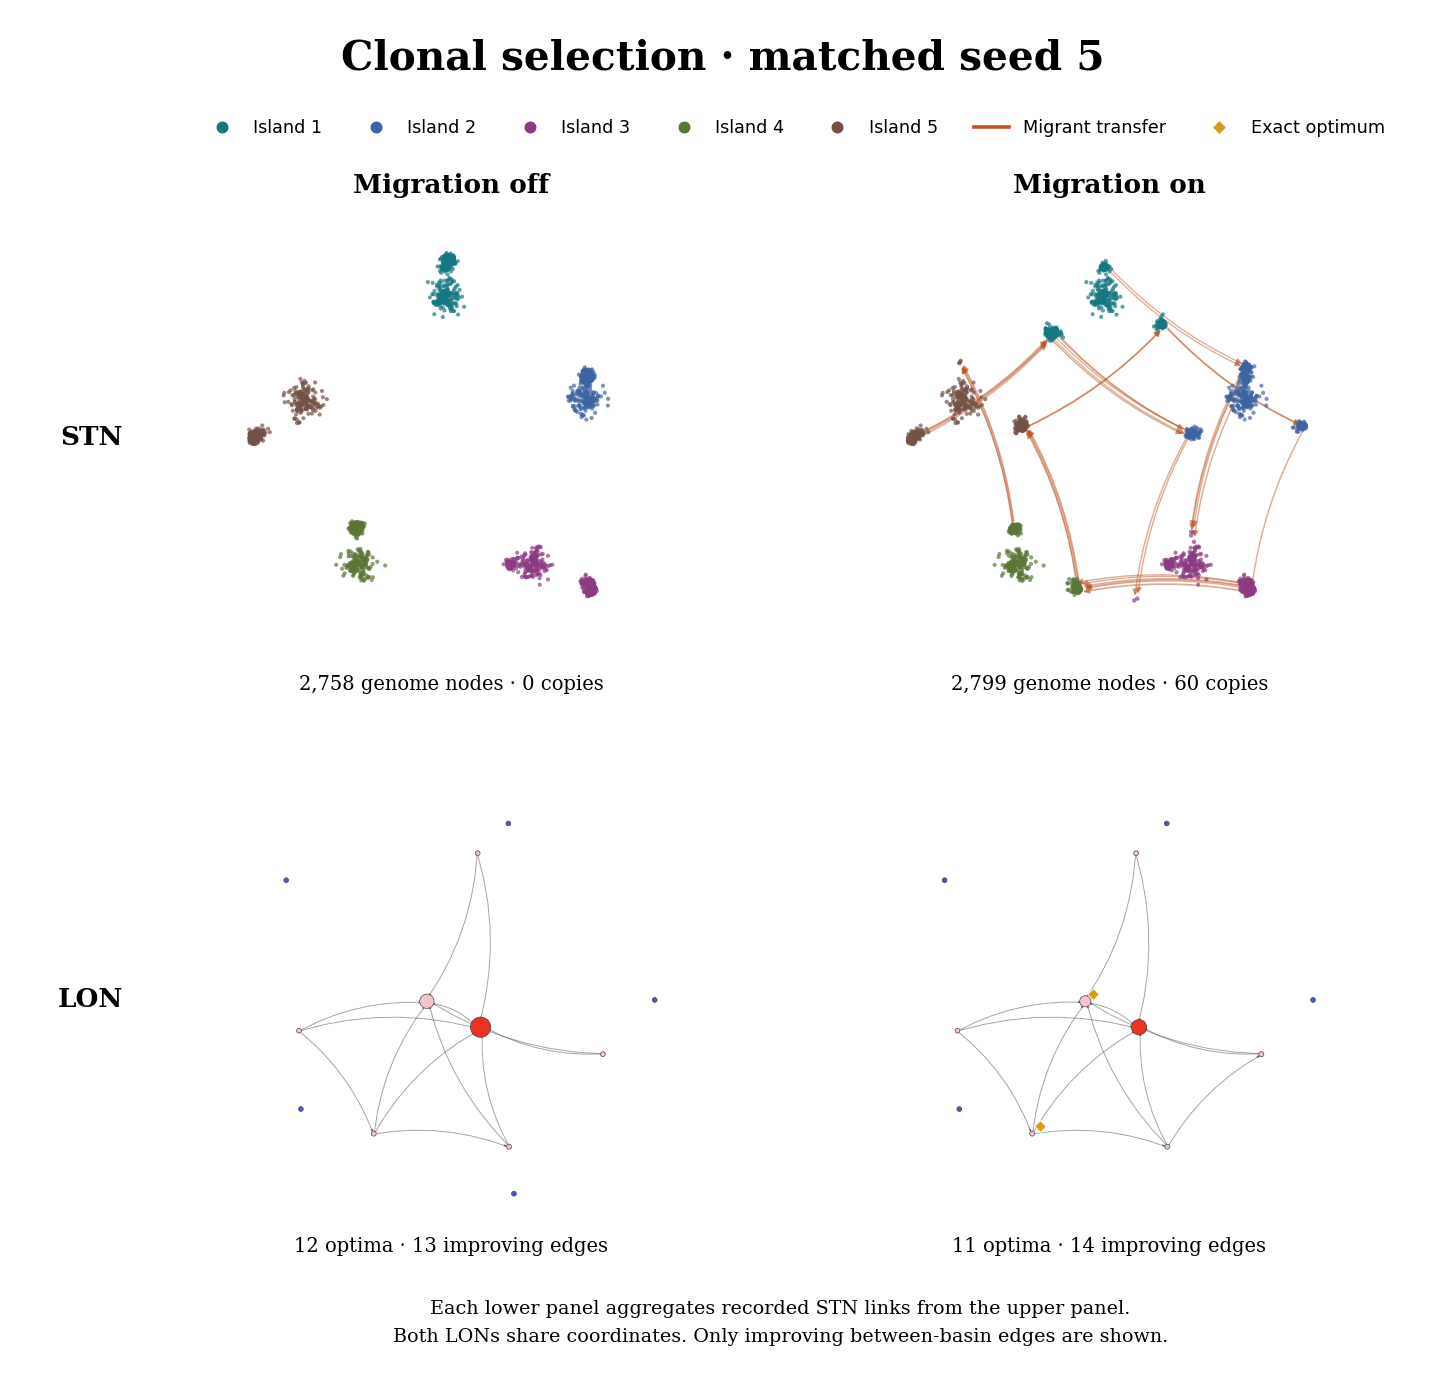 Clonal selection · matched seed 5
Island 1 Island 2 Island 3 Island 4 Island 5 Migrant transfer Exact optimum
Migration off Migration on
STN
2,758 genome nodes · 0 copies 2,799 genome nodes · 60 copies
LON
12 optima · 13 improving edges 11 optima · 14 improving edges
Each lower panel aggregates recorded STN links from the upper panel.
Both LONs share coordinates. Only improving between-basin edges are shown.